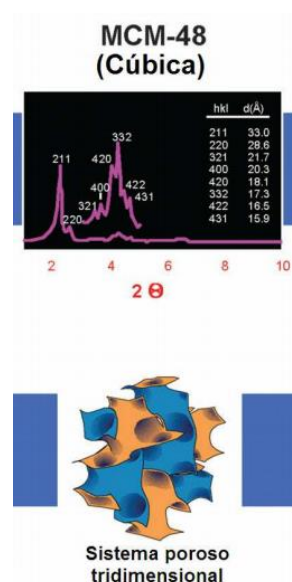 MCM-48
(Cúbica)
hkl d(Å)
211 33.0
220 28.6
321 21.7
400 20.3
420 18.1
332 17.3
422 16.5
431 15.9
332
211
420
400
422
321
431
220
2 4 6 8 10
2 Θ
Sistema poroso
tridimensional